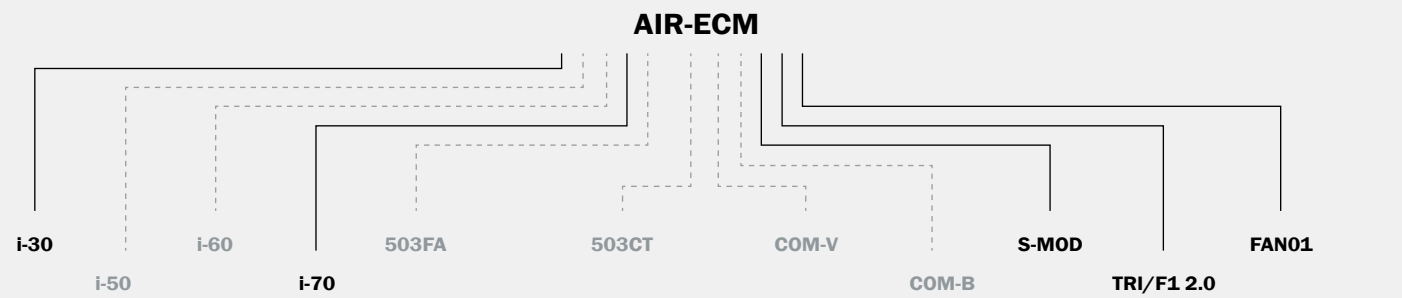 AIR-ECM
i-30
i-60
503FA
503CT
COM-V
S-MOD
FAN01
i-50
i-70
COM-B
TRI/F1 2.0